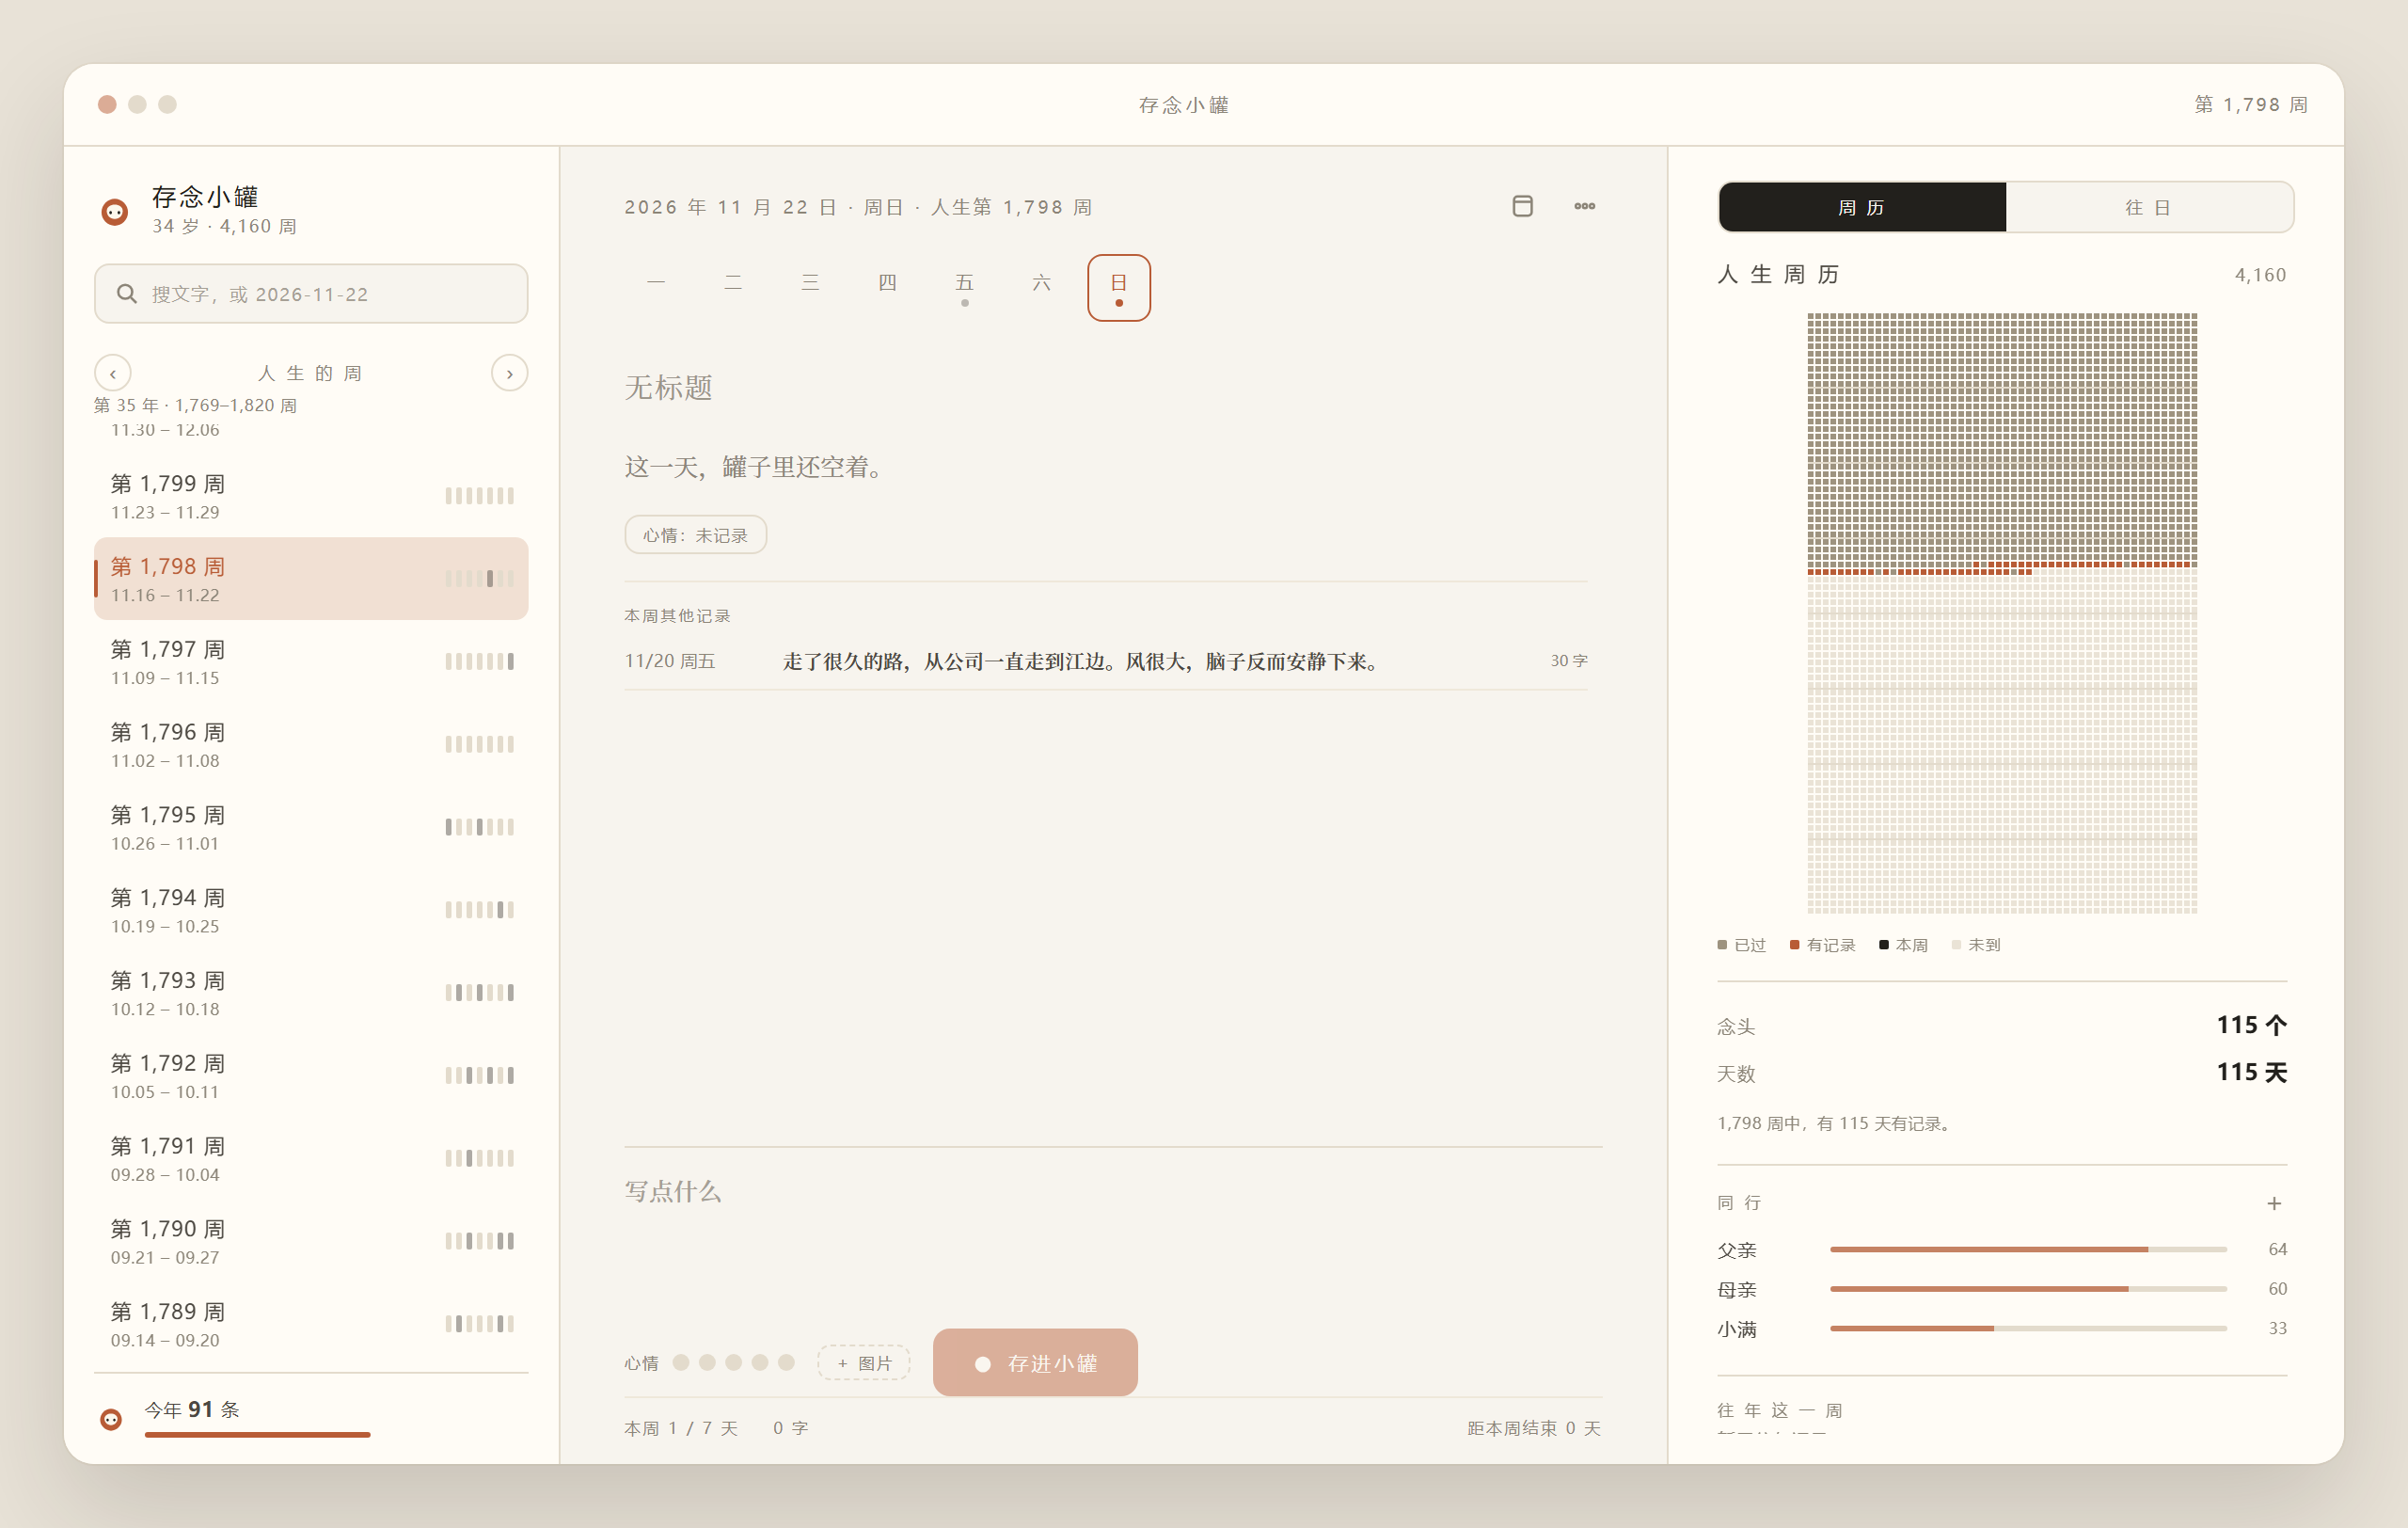 存念小罐
第 1,798 周
存念小罐
34 岁 · 4,160 周
搜文字，或 2026-11-22
‹ 人生的周 ›
第 35 年 · 1,769–1,820 周
11.30 – 12.06
第 1,799 周
11.23 – 11.29
第 1,798 周
11.16 – 11.22
第 1,797 周
11.09 – 11.15
第 1,796 周
11.02 – 11.08
第 1,795 周
10.26 – 11.01
第 1,794 周
10.19 – 10.25
第 1,793 周
10.12 – 10.18
第 1,792 周
10.05 – 10.11
第 1,791 周
09.28 – 10.04
第 1,790 周
09.21 – 09.27
第 1,789 周
09.14 – 09.20
今年 91 条
2026 年 11 月 22 日 · 周日 · 人生第 1,798 周
一 二 三 四 五 六 日
无标题
这一天，罐子里还空着。
心情：未记录
本周其他记录
11/20 周五 走了很久的路，从公司一直走到江边。风很大，脑子反而安静下来。 30 字
写点什么
心情 + 图片 存进小罐
本周 1 / 7 天 0 字 距本周结束 0 天
周历 往日
人生周历 4,160
已过 有记录 本周 未到
念头 115 个
天数 115 天
1,798 周中，有 115 天有记录。
同行 +
父亲 64
母亲 60
小满 33
往年这一周